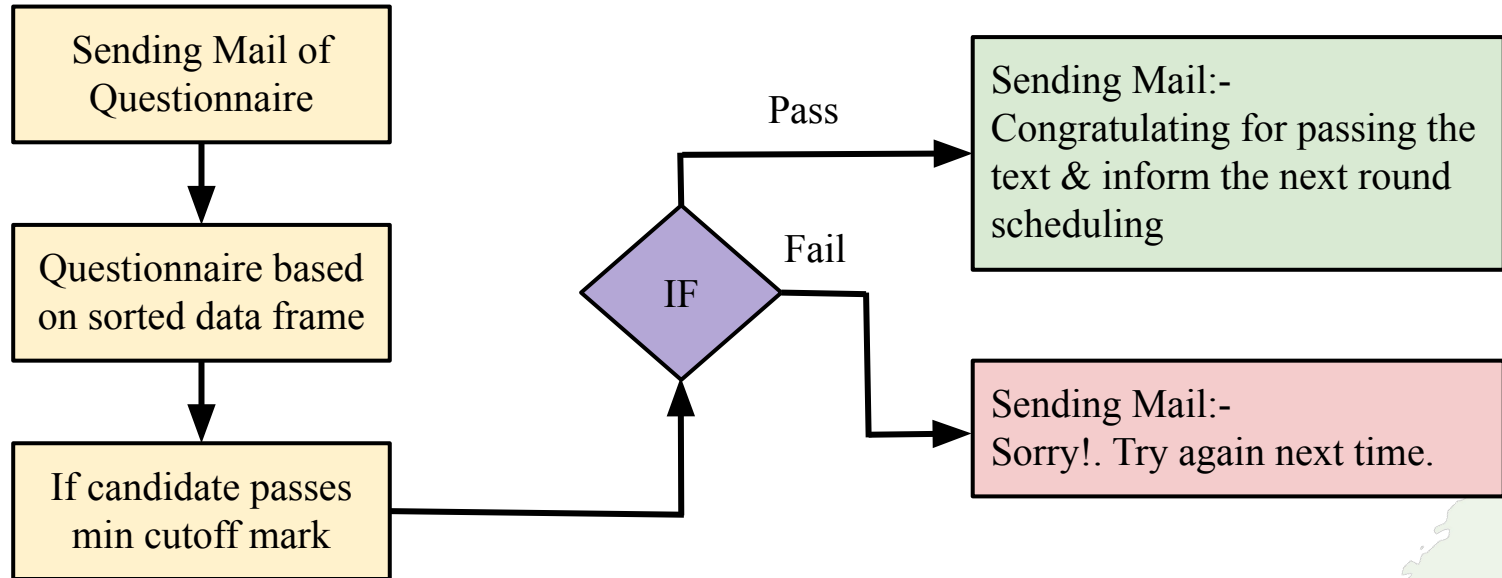 Sending Mail of
Questionnaire
Questionnaire based
on sorted data frame
If candidate passes
min cutoff mark
IF
Pass
Fail
Sending Mail:-
Congratulating for passing the
text & inform the next round
scheduling
Sending Mail:-
Sorry!. Try again next time.